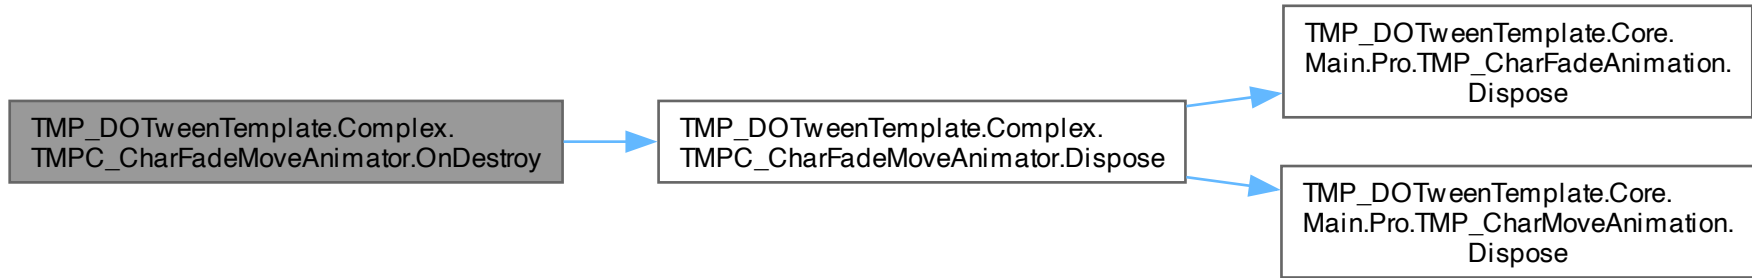 TMP_DOTweenTemplate.Complex.
TMPC_CharFadeMoveAnimator.OnDestroy
TMP_DOTweenTemplate.Complex.
TMPC_CharFadeMoveAnimator.Dispose
TMP_DOTweenTemplate.Core.
Main.Pro.TMP_CharFadeAnimation.
Dispose
TMP_DOTweenTemplate.Core.
Main.Pro.TMP_CharMoveAnimation.
Dispose